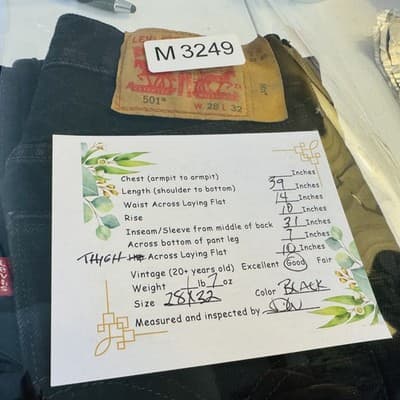 M 3249
501®
W 28 L 32
Chest (armpit to armpit) Inches
Length (shoulder to bottom) 39 Inches
Waist Across Laying Flat 14 Inches
Rise 10 Inches
Inseam/Sleeve from middle of back 31 Inches
Across bottom of pant leg 7 Inches
THIGH Across Laying Flat 10 Inches
Vintage (20+ years old) Excellent Good Fair
Weight 1 lb 7 oz
Color BLACK
Size 28X32
Measured and inspected by
LEVI'S